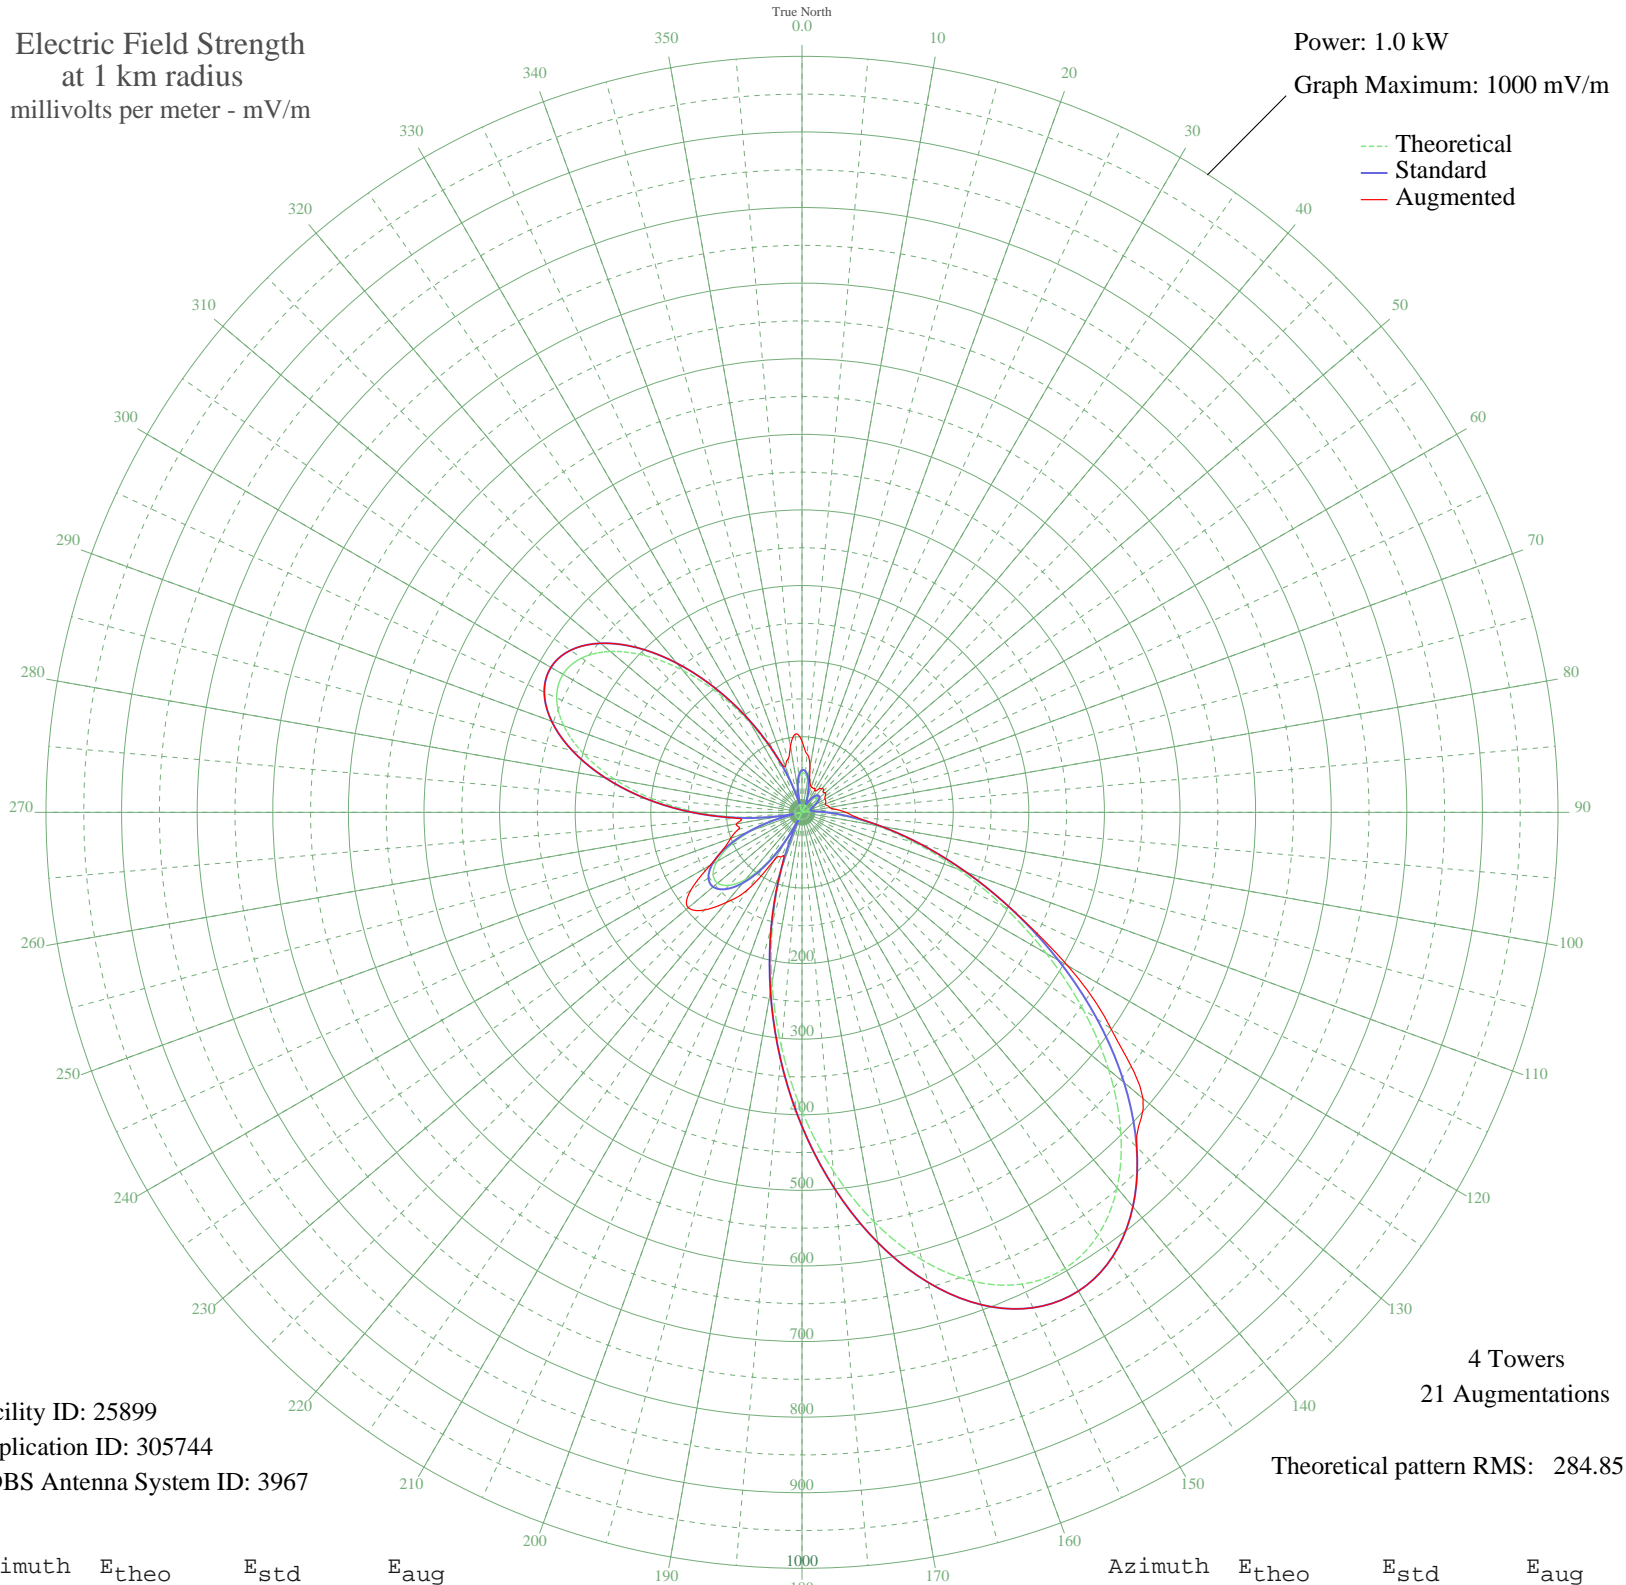 True North
0.0
Electric Field Strength
at 1 km radius
millivolts per meter - mV/m
Power: 1.0 kW
Graph Maximum: 1000 mV/m
Theoretical
Standard
Augmented
10
20
30
40
50
60
70
80
90
100
110
120
130
140
150
160
170
190
200
210
220
230
240
250
260
270
280
290
300
310
320
330
340
350
200
300
400
500
600
700
800
900
1000
4 Towers
21 Augmentations
Theoretical pattern RMS: 284.85
cility ID: 25899
plication ID: 305744
DBS Antenna System ID: 3967
imuth Etheo Estd Eaug
Azimuth Etheo Estd Eaug